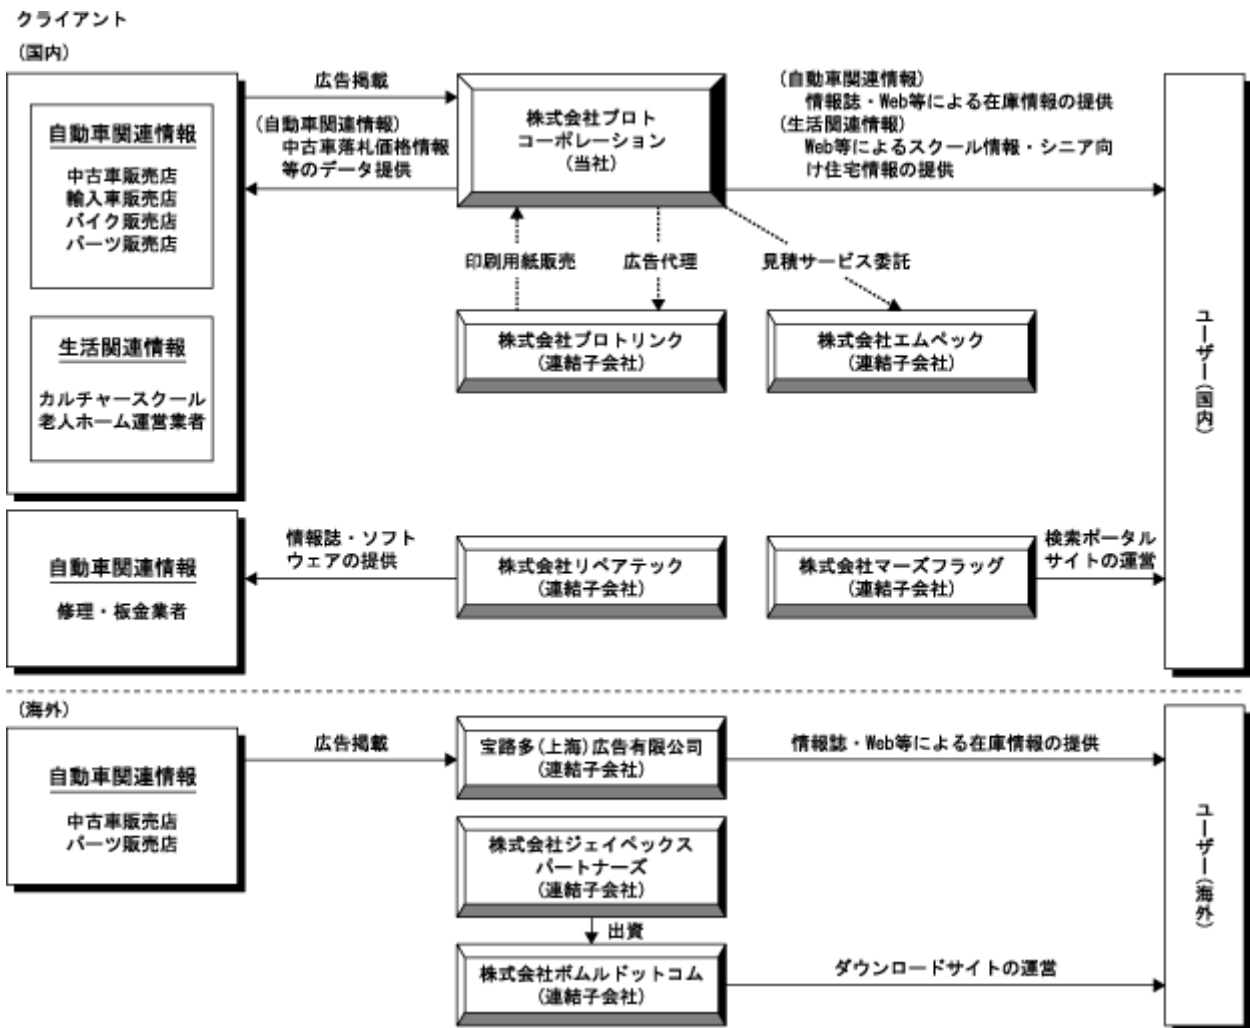 クライアント
(国内)
自動車関連情報
中古車販売店
輸入車販売店
バイク販売店
パーツ販売店
生活関連情報
カルチャースクール
老人ホーム運営業者
広告掲載
(自動車関連情報)
中古車落札価格情報
等のデータ提供
株式会社プロト
コーポレーション
(当社)
(自動車関連情報)
情報誌・Web等による在庫情報の提供
(生活関連情報)
Web等によるスクール情報・シニア向
け住宅情報の提供
印刷用紙販売
広告代理
見積サービス委託
株式会社プロトリンク
(連結子会社)
株式会社エムペック
(連結子会社)
ユーザー(国内)
自動車関連情報
修理・板金業者
情報誌・ソフト
ウェアの提供
株式会社リペアテック
(連結子会社)
株式会社マーズフラッグ
(連結子会社)
検索ポータル
サイトの運営
(海外)
自動車関連情報
中古車販売店
パーツ販売店
広告掲載
宝路多(上海)広告有限公司
(連結子会社)
情報誌・Web等による在庫情報の提供
株式会社ジェイペックス
パートナーズ
(連結子会社)
出資
株式会社ボムルドットコム
(連結子会社)
ダウンロードサイトの運営
ユーザー(海外)